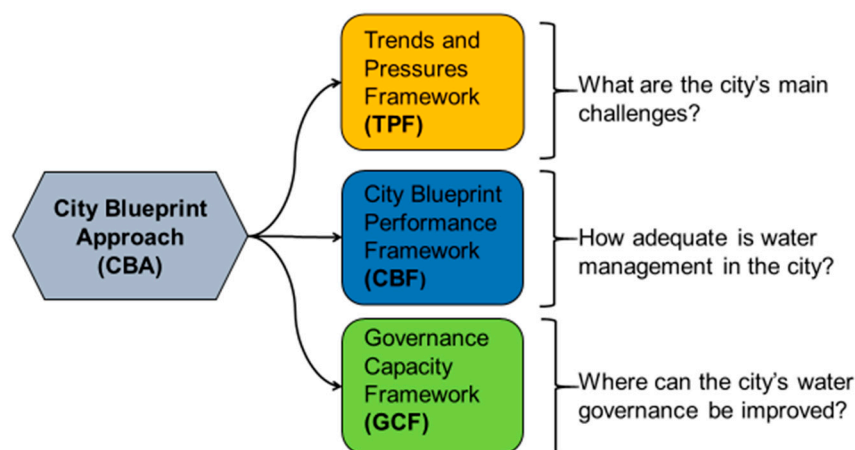 City Blueprint
Approach
(CBA)
Trends and
Pressures
Framework
(TPF)
What are the city's main
challenges?
City Blueprint
Performance
Framework
(CBF)
How adequate is water
management in the city?
Governance
Capacity
Framework
(GCF)
Where can the city's water
governance be improved?